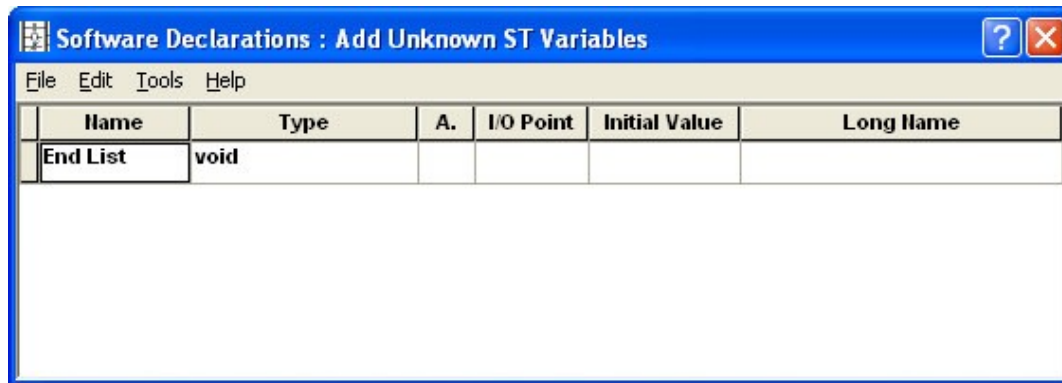 Software Declarations : Add Unknown ST Variables
File Edit Tools Help
Name Type A. I/O Point Initial Value Long Name
End List void